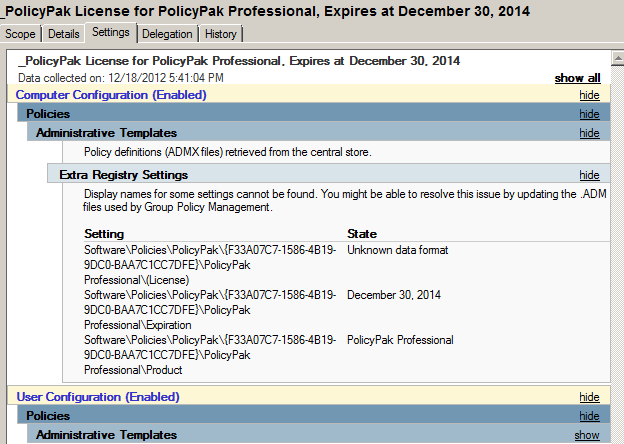 _PolicyPak License for PolicyPak Professional, Expires at December 30, 2014
Scope Details Settings Delegation History
_PolicyPak License for PolicyPak Professional, Expires at December 30, 2014
Data collected on: 12/18/2012 5:41:04 PM show all
Computer Configuration (Enabled) hide
Policies hide
Administrative Templates hide
Policy definitions (ADMX files) retrieved from the central store.
Extra Registry Settings hide
Display names for some settings cannot be found. You might be able to resolve this issue by updating the .ADM
files used by Group Policy Management.
Setting State
Software\Policies\PolicyPak\{F33A07C7-1586-4B19- Unknown data format
9DC0-BAA7C1CC7DFE}\PolicyPak
Professional\(License)
Software\Policies\PolicyPak\{F33A07C7-1586-4B19- December 30, 2014
9DC0-BAA7C1CC7DFE}\PolicyPak
Professional\Expiration
Software\Policies\PolicyPak\{F33A07C7-1586-4B19- PolicyPak Professional
9DC0-BAA7C1CC7DFE}\PolicyPak
Professional\Product
User Configuration (Enabled) hide
Policies hide
Administrative Templates show